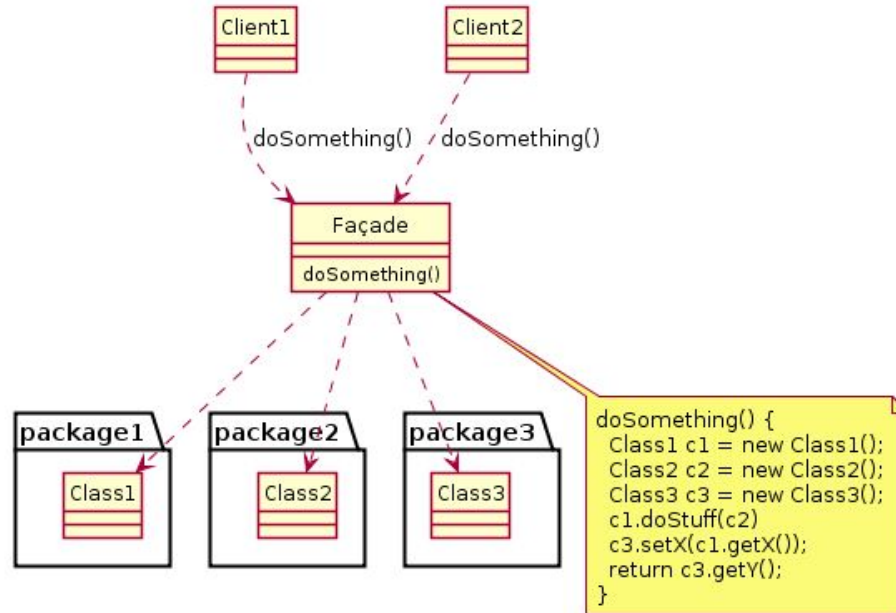 Client1
Client2
doSomething()
doSomething()
Façade
doSomething()
package1
package2
package3
Class1
Class2
Class3
doSomething() {
Class1 c1 = new Class1();
Class2 c2 = new Class2();
Class3 c3 = new Class3();
c1.doStuff(c2)
c3.setX(c1.getX());
return c3.getY();
}